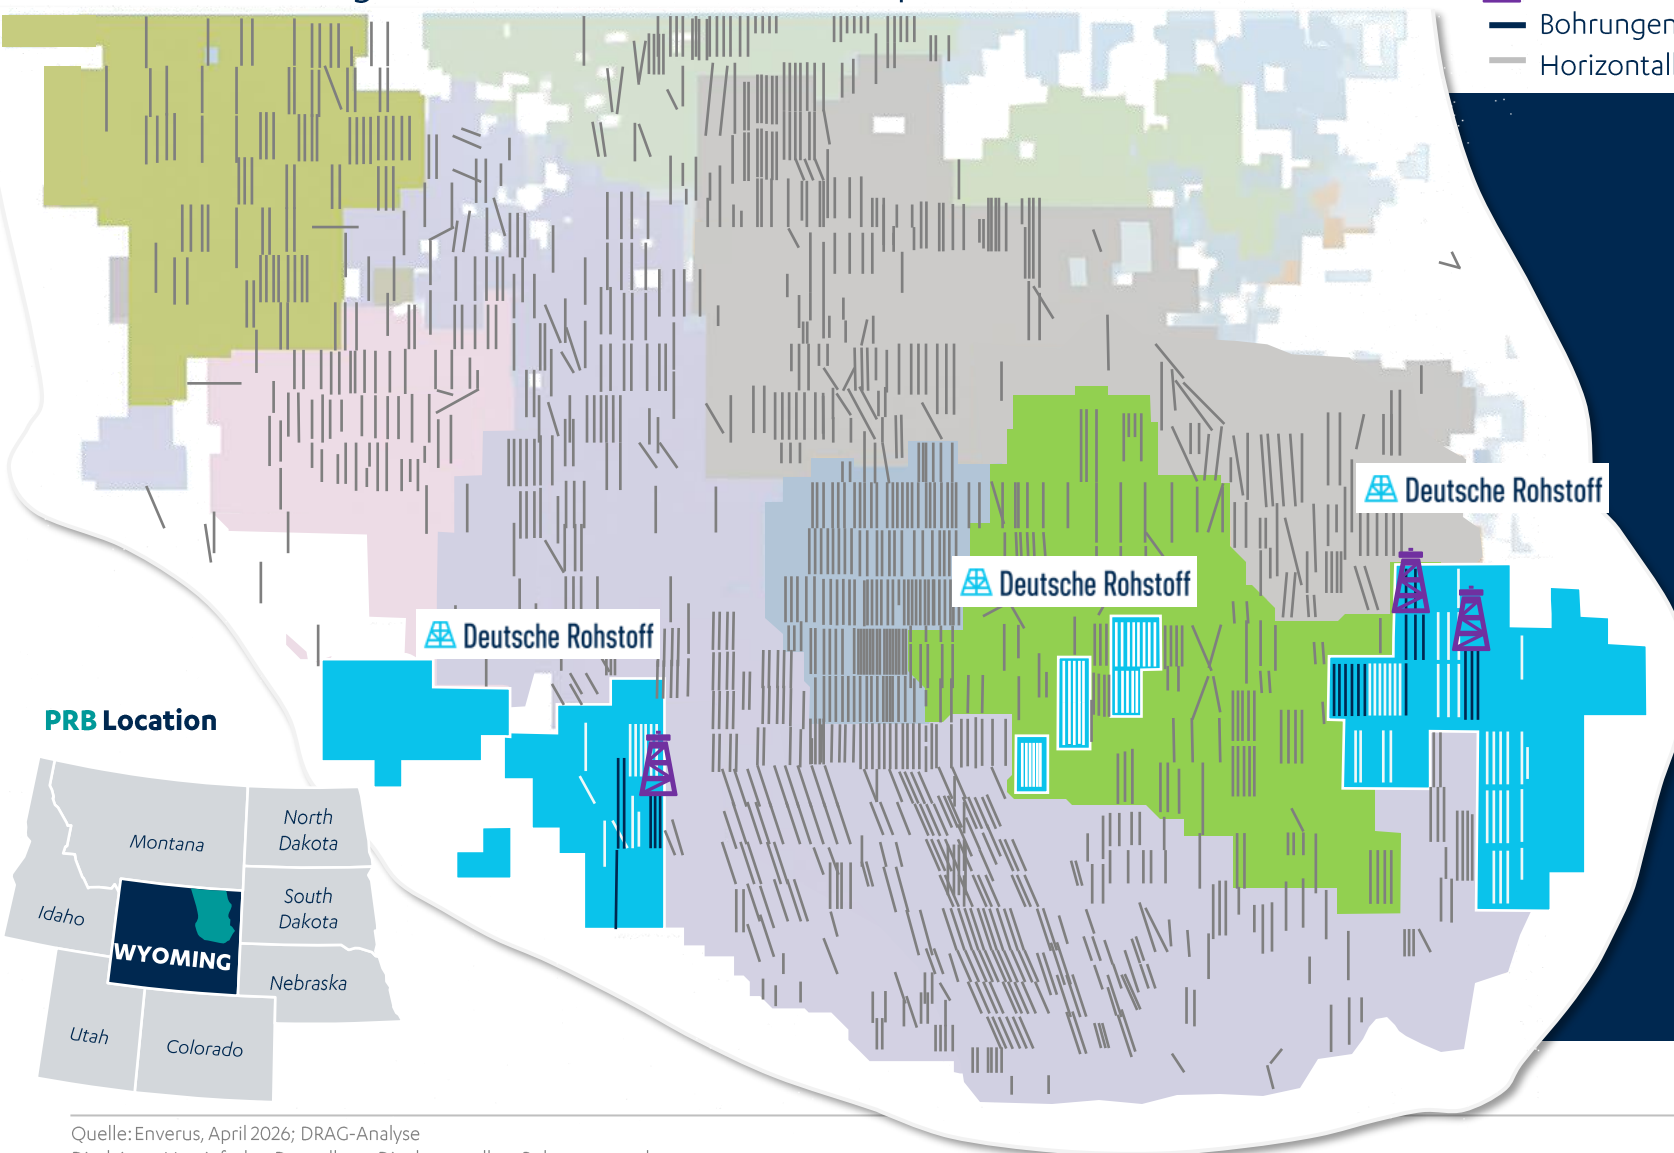 Bohrungen
Deutsche Rohstoff
Deutsche Rohstoff
Deutsche Rohstoff
PRB Location
North
Dakota
Montana
South
Dakota
Idaho
WYOMING
Nebraska
Utah
Colorado
Quelle: Enverus, April 2026; DRAG-Analyse